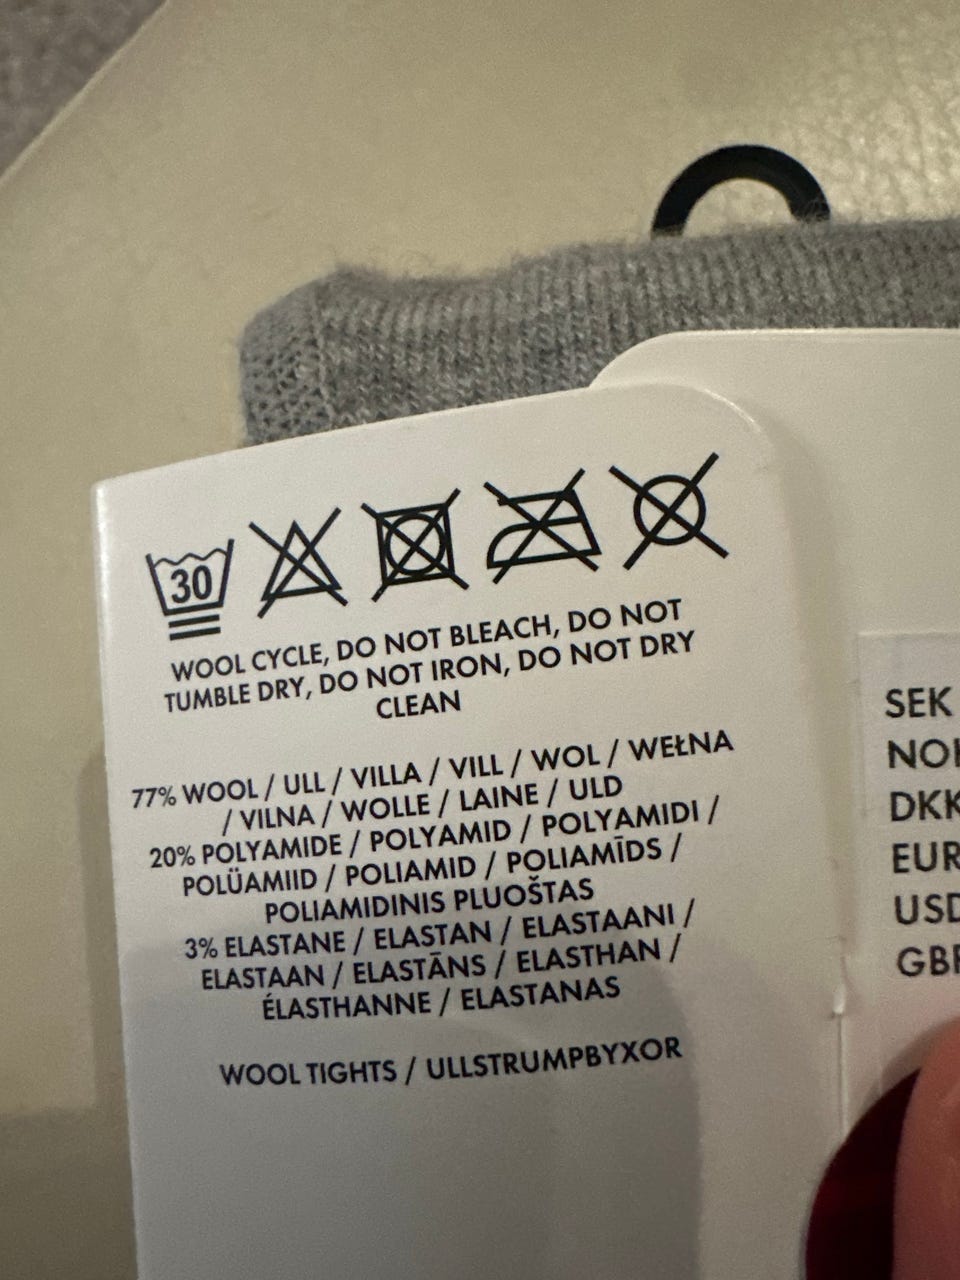 30
WOOL CYCLE, DO NOT BLEACH, DO NOT
TUMBLE DRY, DO NOT IRON, DO NOT DRY
CLEAN
77% WOOL / ULL / VILLA / VILL / WOL / WEŁNA
/ VILNA / WOLLE / LAINE / ULD
20% POLYAMIDE / POLYAMID / POLYAMIDI /
POLÜAMIID / POLIAMID / POLIAMĪDS /
POLIAMIDINIS PLUOŠTAS
3% ELASTANE / ELASTAN / ELASTAANI /
ELASTAAN / ELASTĀNS / ELASTHAN /
ÉLASTHANNE / ELASTANAS
WOOL TIGHTS / ULLSTRUMPBYXOR
SEK
DKK
EUR